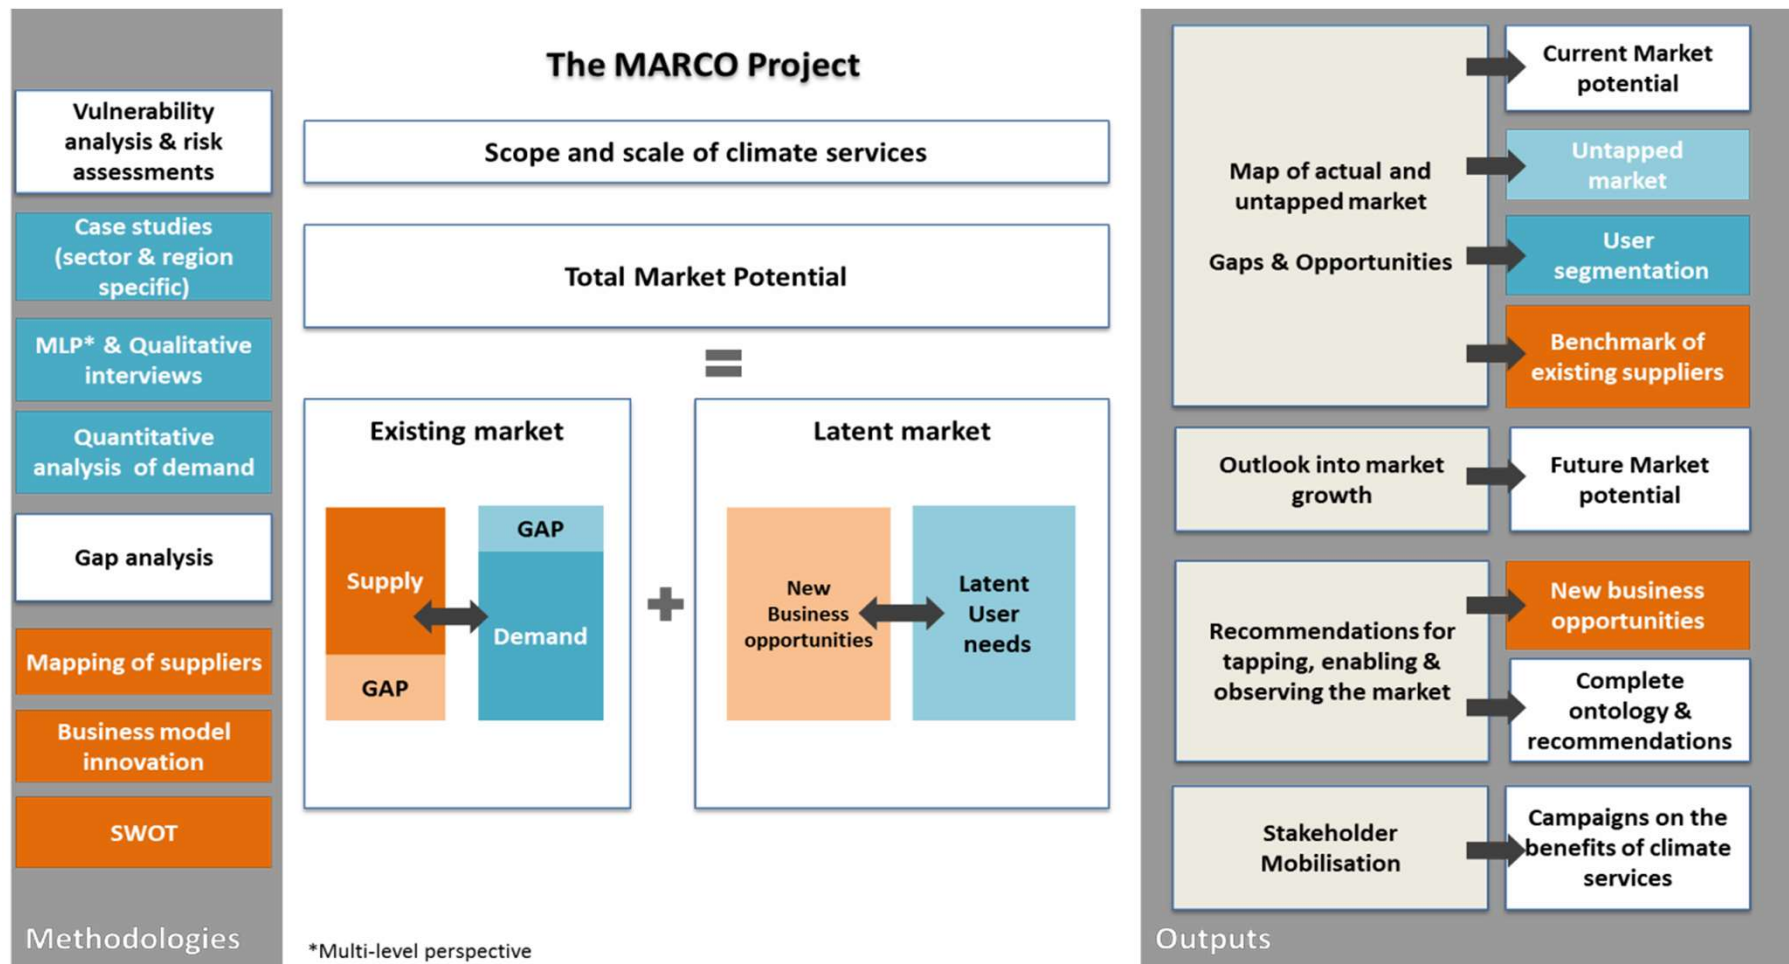 Vulnerability
analysis & risk
assessments
Case studies
(sector & region
specific)
MLP* & Qualitative
interviews
Quantitative
analysis of demand
Gap analysis
Mapping of suppliers
Business model
innovation
SWOT
Methodologies
The MARCO Project
Scope and scale of climate services
Total Market Potential
=
Existing market
Supply
GAP
GAP
Demand
+
Latent market
New
Business
opportunities
Latent
User
needs
*Multi-level perspective
Map of actual and
untapped market
Gaps & Opportunities
Current Market
potential
Untapped
market
User
segmentation
Benchmark of
existing suppliers
Outlook into market
growth
Future Market
potential
Recommendations for
tapping, enabling &
observing the market
New business
opportunities
Complete
ontology &
recommendations
Stakeholder
Mobilisation
Campaigns on the
benefits of climate
services
Outputs